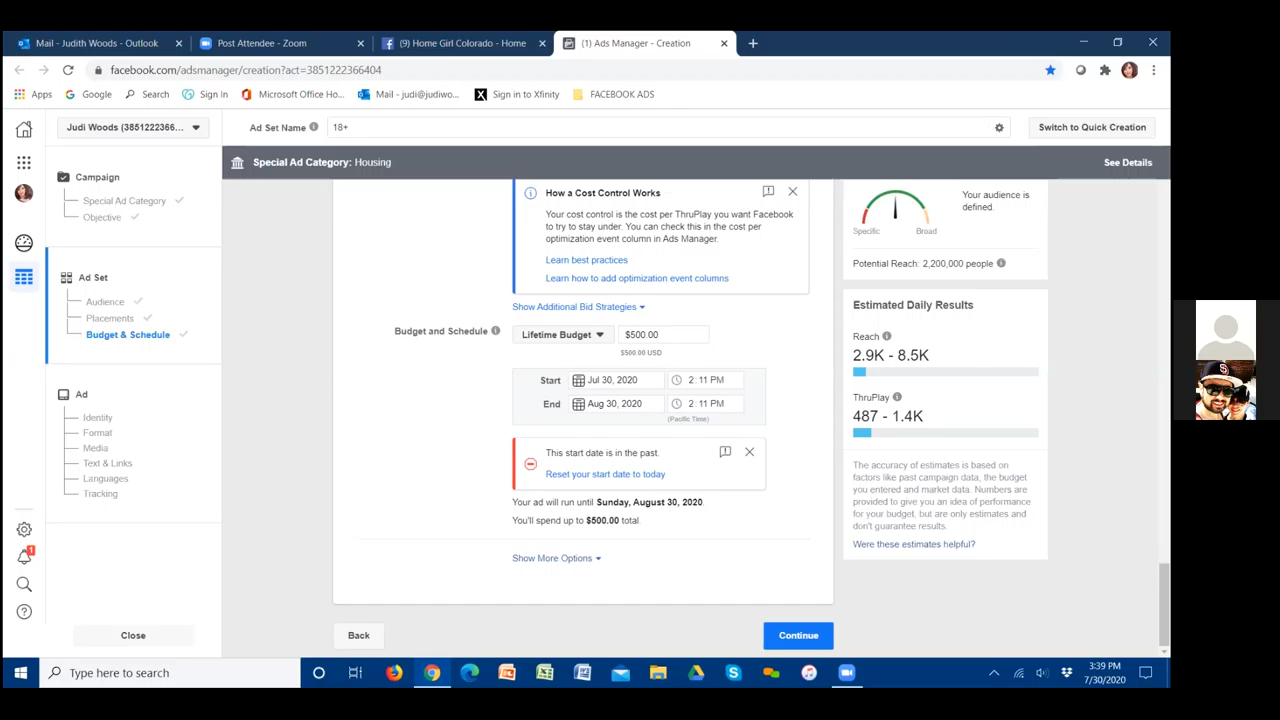 Mail - Judith Woods - Outlook
Post Attendee - Zoom
(9) Home Girl Colorado - Home
(1) Ads Manager - Creation
facebook.com/adsmanager/creation?act=3851222366404
Apps
Google
Search
Sign In
Microsoft Office Ho...
Mail - judi@judiwo...
Sign in to Xfinity
FACEBOOK ADS
Judi Woods (3851222366...
Ad Set Name
18+
Switch to Quick Creation
Special Ad Category: Housing
See Details
Campaign
Special Ad Category
Objective
Ad Set
Audience
Placements
Budget & Schedule
Ad
Identity
Format
Media
Text & Links
Languages
Tracking
Close
How a Cost Control Works
Your cost control is the cost per ThruPlay you want Facebook
to try to stay under. You can check this in the cost per
optimization event column in Ads Manager.
Learn best practices
Learn how to add optimization event columns
Show Additional Bid Strategies
Budget and Schedule
Lifetime Budget
$500.00
$500.00 USD
Start
Jul 30, 2020
2:11 PM
End
Aug 30, 2020
2:11 PM
(Pacific Time)
This start date is in the past.
Reset your start date to today
Your ad will run until Sunday, August 30, 2020.
You'll spend up to $500.00 total.
Show More Options
Back
Continue
Your audience is
defined.
Specific
Broad
Potential Reach: 2,200,000 people
Estimated Daily Results
Reach
2.9K - 8.5K
ThruPlay
487 - 1.4K
The accuracy of estimates is based on
factors like past campaign data, the budget
you entered and market data. Numbers are
provided to give you an idea of performance
for your budget, but are only estimates and
don't guarantee results.
Were these estimates helpful?
1
Type here to search
3:39 PM
7/30/2020